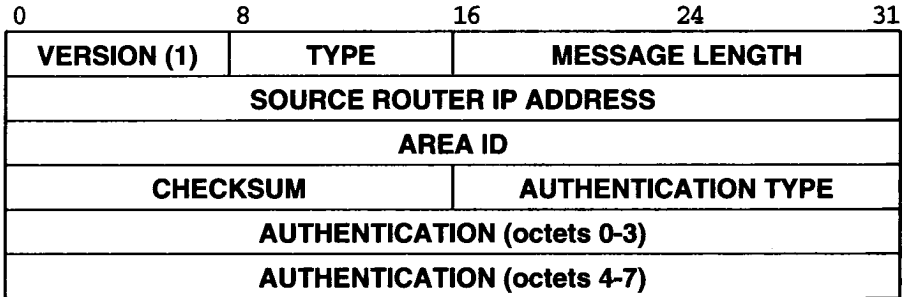 0 8 16 24 31
VERSION (1) TYPE MESSAGE LENGTH
SOURCE ROUTER IP ADDRESS
AREA ID
CHECKSUM AUTHENTICATION TYPE
AUTHENTICATION (octets 0-3)
AUTHENTICATION (octets 4-7)